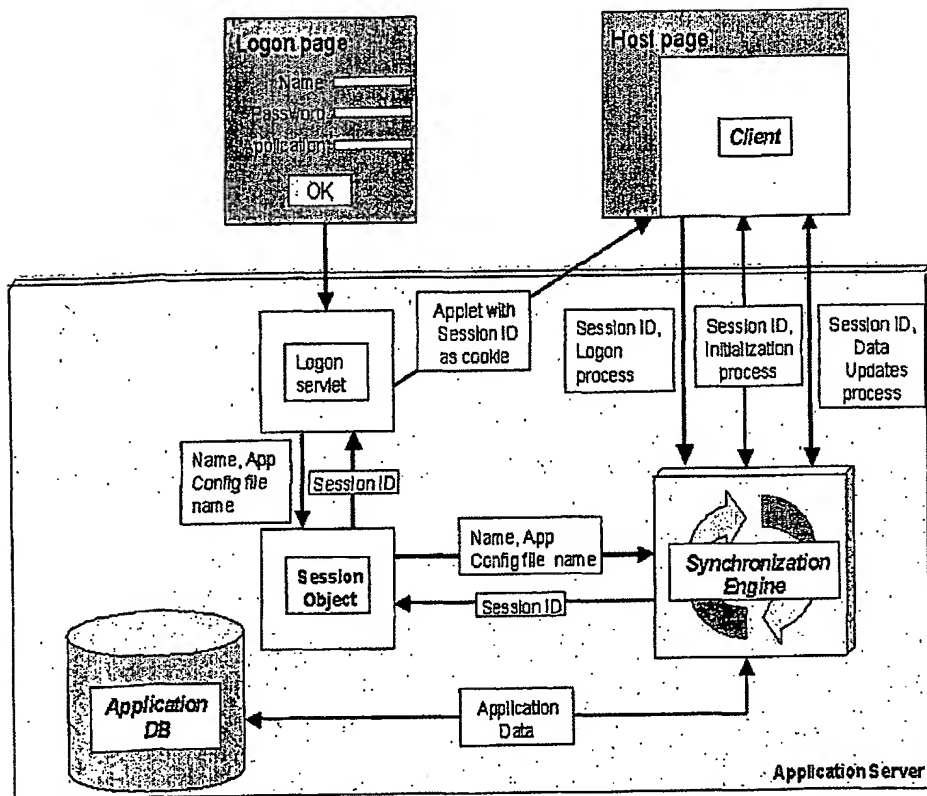 Logon page
Name
Password
pplication
OK
Host page
Client
Applet with
Session ID
as cookie
Session ID,
Logon
process
Session ID,
Initialization
process
Session ID,
Data
Updates
process
Logon
servlet
Name, App
Config file
name
Session ID
Session
Object
Name, App
Config file name
Session ID
Synchronization
Engine
Application
DB
Application
Data
Application Server